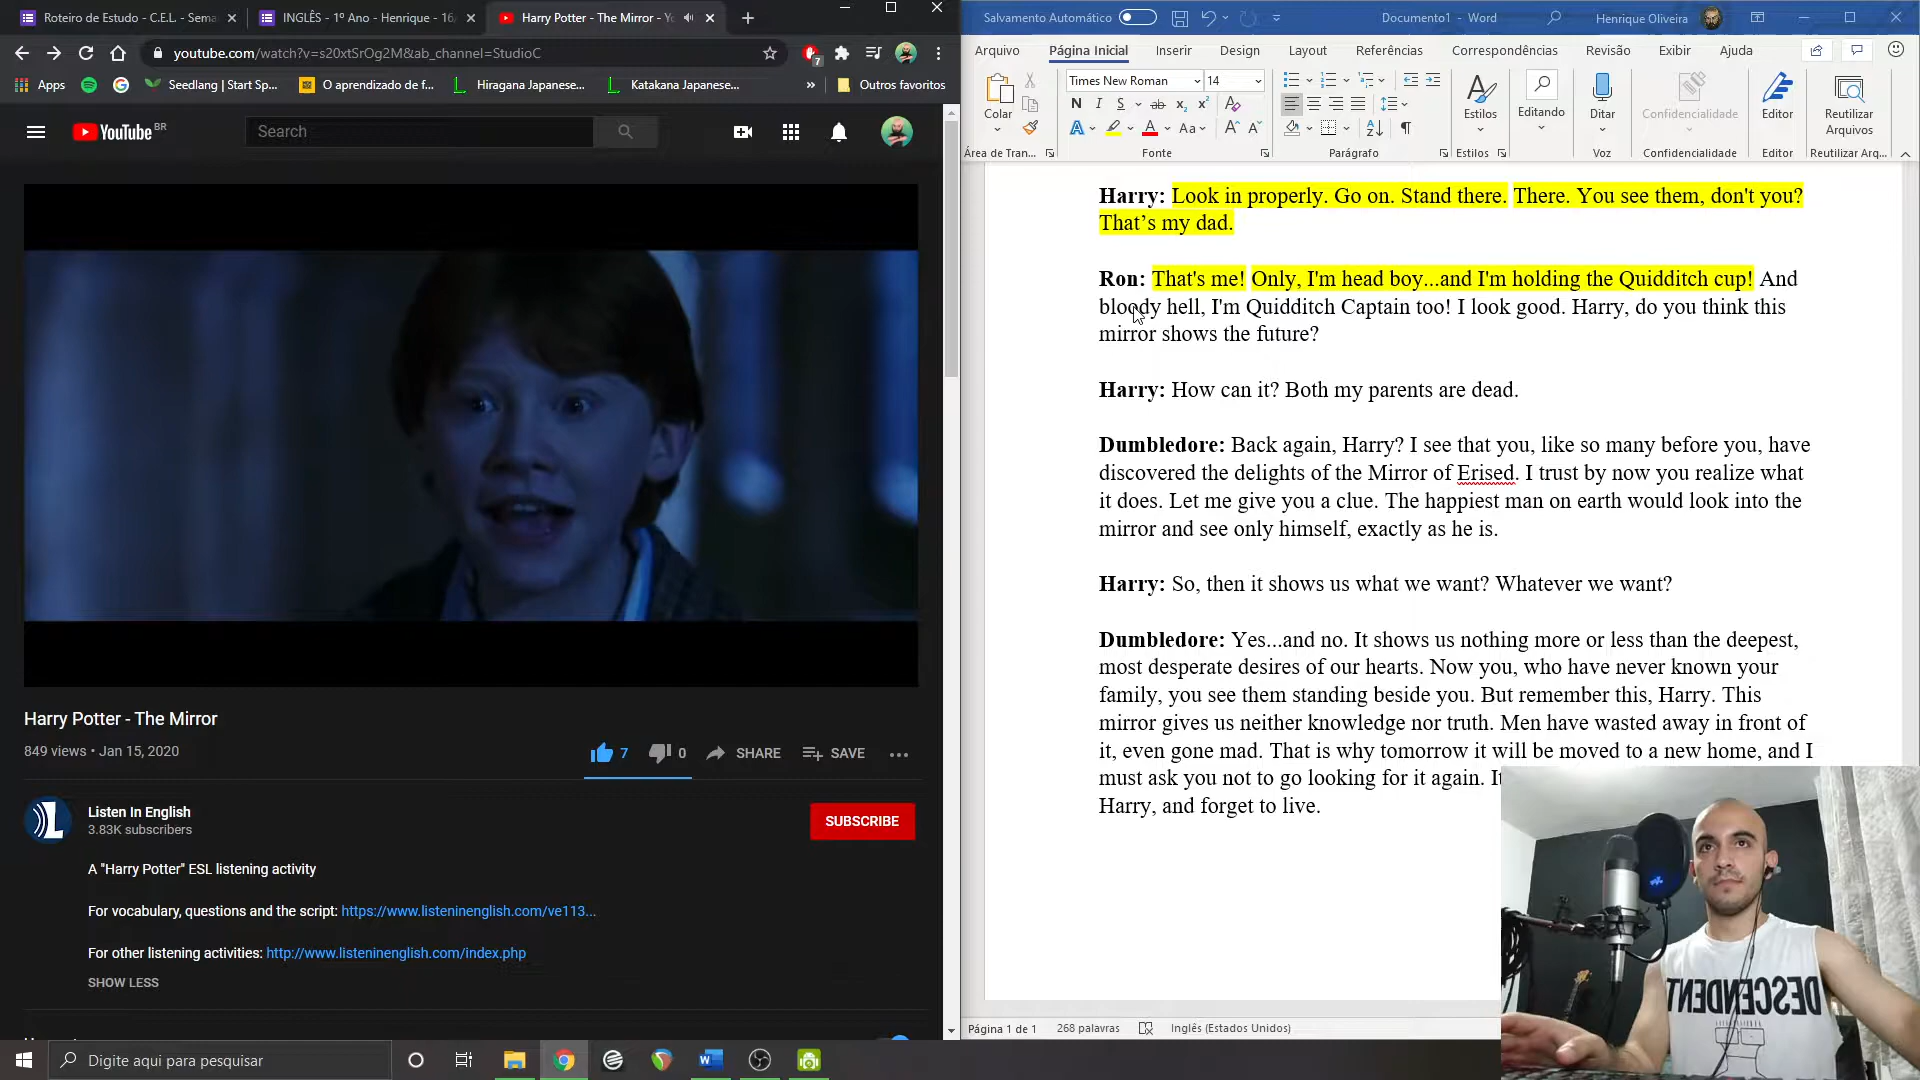 Roteiro de Estudo - C.E.L. - Sema
INGLÊS - 1º Ano - Henrique - 16/
Harry Potter - The Mirror - Yo
youtube.com/watch?v=s20xtSrOg2M&ab_channel=StudioC
7
Apps
Seedlang | Start Sp...
O aprendizado de f...
Hiragana Japanese...
Katakana Japanese...
»
Outros favoritos
YouTube BR
Search
Harry Potter - The Mirror
849 views • Jan 15, 2020
7
0
SHARE
SAVE
Listen In English
3.83K subscribers
SUBSCRIBE
A "Harry Potter" ESL listening activity
For vocabulary, questions and the script: https://www.listeninenglish.com/ve113...
For other listening activities: http://www.listeninenglish.com/index.php
SHOW LESS
Digite aqui para pesquisar
Salvamento Automático
Documento1 - Word
Henrique Oliveira
Arquivo Página Inicial Inserir Design Layout Referências Correspondências Revisão Exibir Ajuda
Times New Roman 14
N I S ab x₂ x²
A A Aa A A
Colar
Estilos
Editando
Ditar
Confidencialidade
Editor
Reutilizar Arquivos
Área de Tran...
Fonte
Parágrafo
Estilos
Voz
Confidencialidade
Editor
Reutilizar Arq...
Harry: Look in properly. Go on. Stand there. There. You see them, don't you?
That’s my dad.
Ron: That's me! Only, I'm head boy...and I'm holding the Quidditch cup! And
bloody hell, I'm Quidditch Captain too! I look good. Harry, do you think this
mirror shows the future?
Harry: How can it? Both my parents are dead.
Dumbledore: Back again, Harry? I see that you, like so many before you, have
discovered the delights of the Mirror of Erised. I trust by now you realize what
it does. Let me give you a clue. The happiest man on earth would look into the
mirror and see only himself, exactly as he is.
Harry: So, then it shows us what we want? Whatever we want?
Dumbledore: Yes...and no. It shows us nothing more or less than the deepest,
most desperate desires of our hearts. Now you, who have never known your
family, you see them standing beside you. But remember this, Harry. This
mirror gives us neither knowledge nor truth. Men have wasted away in front of
it, even gone mad. That is why tomorrow it will be moved to a new home, and I
must ask you not to go looking for it again. It
Harry, and forget to live.
Página 1 de 1
268 palavras
Inglês (Estados Unidos)
DESCENDENT